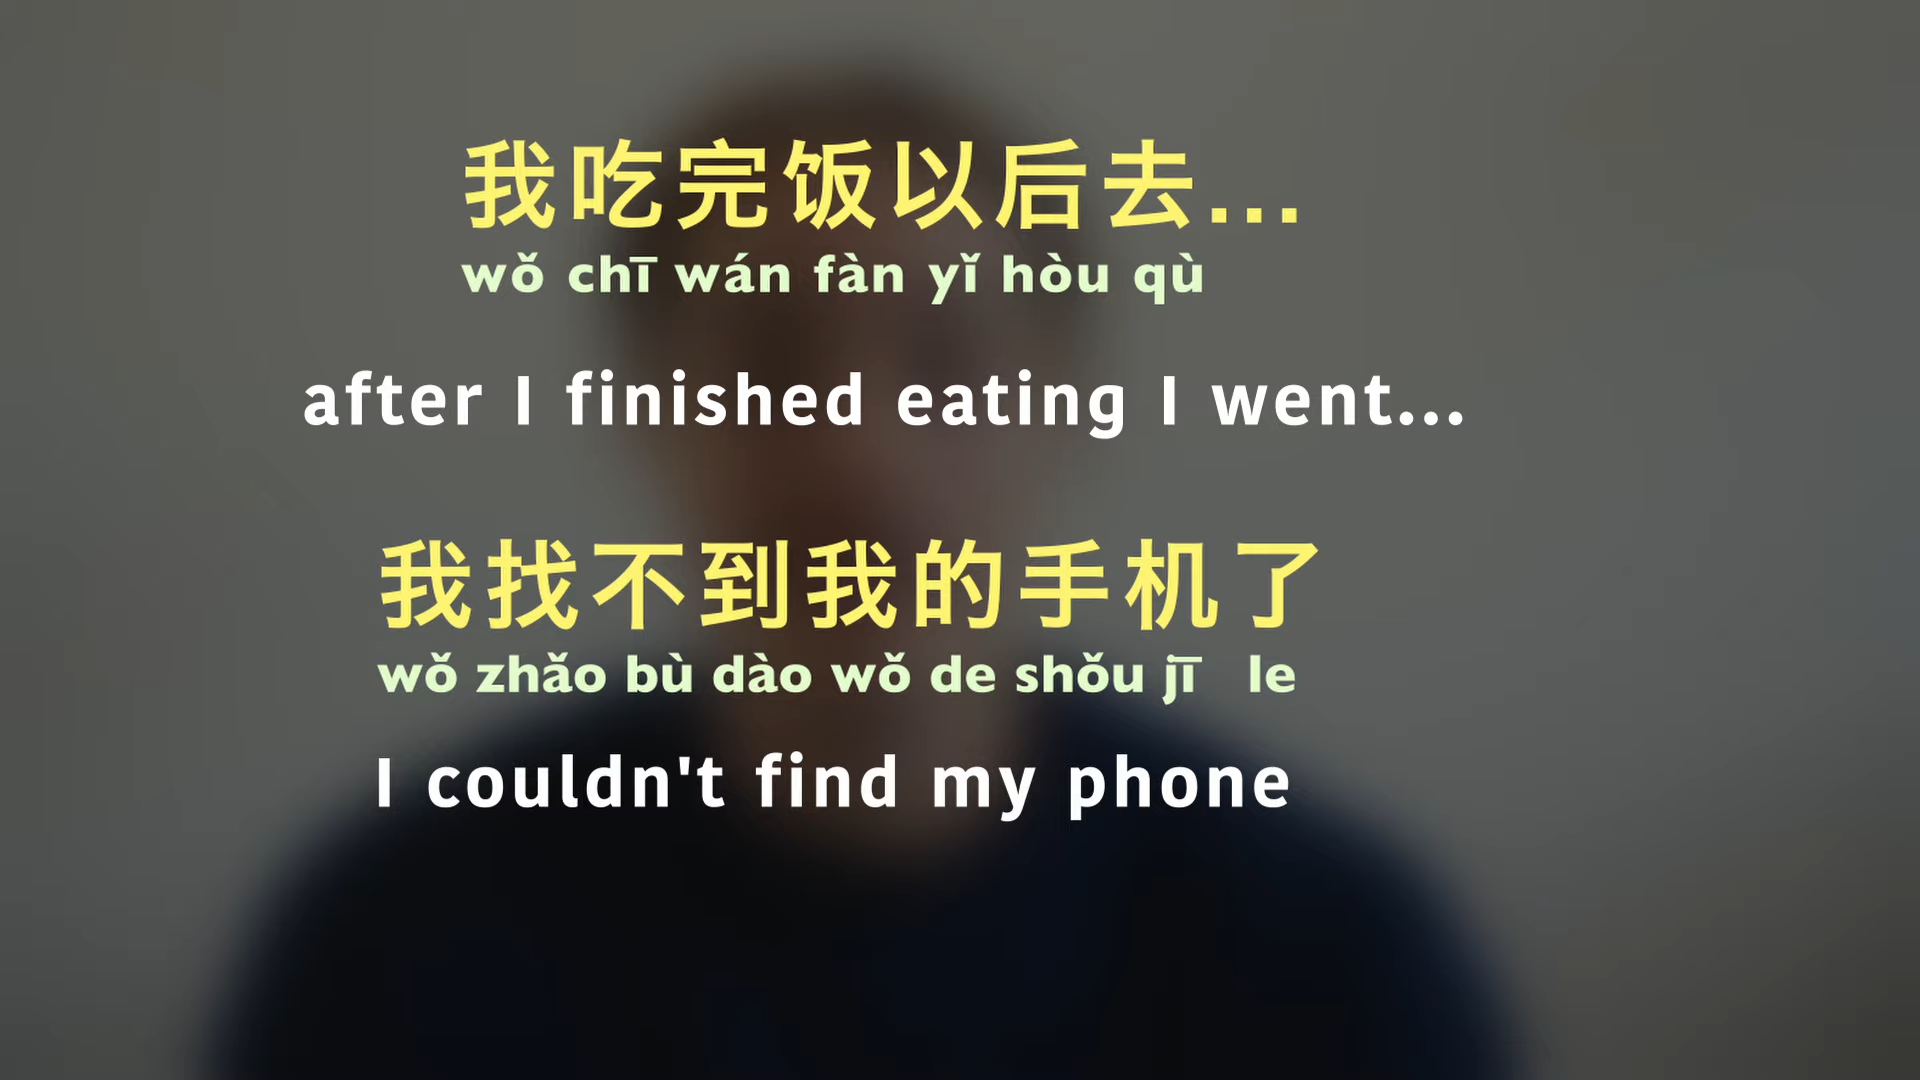 我吃完饭以后去...
wǒ chī wán fàn yǐ hòu qù
after I finished eating I went...
我找不到我的手机了
wǒ zhǎo bù dào wǒ de shǒu jī le
I couldn't find my phone